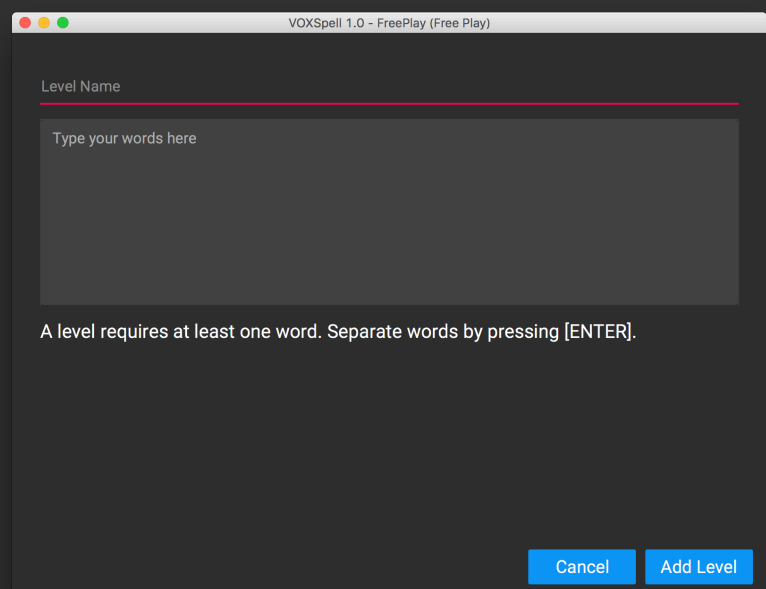 VOXSpell 1.0 - FreePlay (Free Play)
Level Name
Type your words here
A level requires at least one word. Separate words by pressing [ENTER].
Cancel Add Level